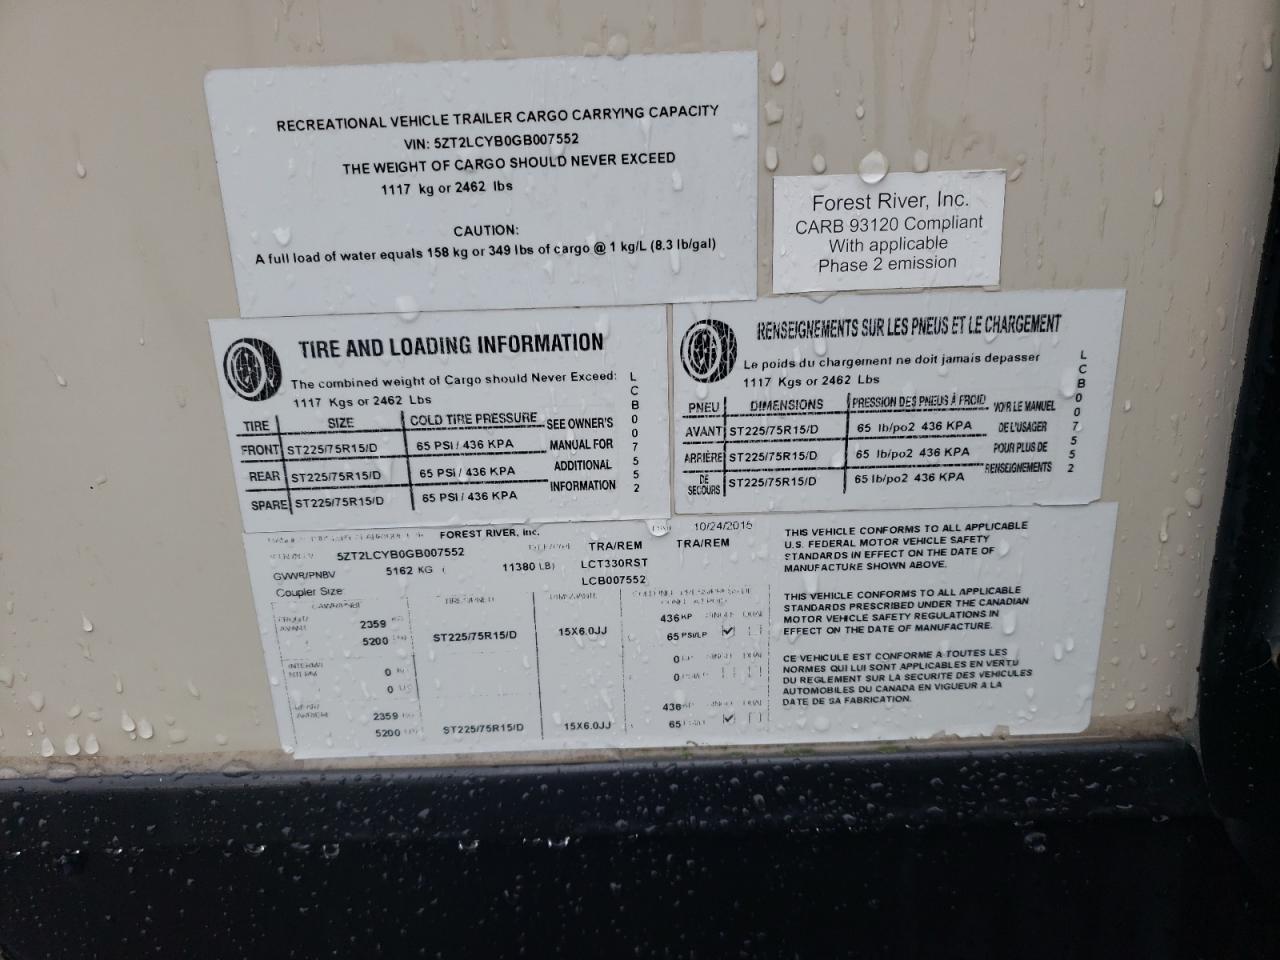 RECREATIONAL VEHICLE TRAILER CARGO CARRYING CAPACITY
VIN: 5ZT2LCYB0GB007552
THE WEIGHT OF CARGO SHOULD NEVER EXCEED
1117 kg or 2462 lbs
CAUTION:
A full load of water equals 158 kg or 349 lbs of cargo @ 1 kg/L (8.3 lb/gal)
Forest River, Inc.
CARB 93120 Compliant
With applicable
Phase 2 emission
TIRE AND LOADING INFORMATION
The combined weight of Cargo should Never Exceed:
1117 Kgs or 2462 Lbs
TIRE SIZE COLD TIRE PRESSURE
FRONT ST225/75R15/D 65 PSI / 436 KPA
REAR ST225/75R15/D 65 PSI / 436 KPA
SPARE ST225/75R15/D 65 PSI / 436 KPA
SEE OWNER'S
MANUAL FOR
ADDITIONAL
INFORMATION
LCB007552
RENSEIGNEMENTS SUR LES PNEUS ET LE CHARGEMENT
Le poids du chargement ne doit jamais depasser
1117 Kgs or 2462 Lbs
PNEU DIMENSIONS PRESSION DES PNEUS À FROID
AVANT ST225/75R15/D 65 lb/po2 436 KPA
ARRIÈRE ST225/75R15/D 65 lb/po2 436 KPA
DE SECOURS ST225/75R15/D 65 lb/po2 436 KPA
VOIR LE MANUEL
DE L'USAGER
POUR PLUS DE
RENSEIGNEMENTS
LCB007552
FOREST RIVER, Inc. 10/24/2015
5ZT2LCYB0GB007552 TRA/REM TRA/REM
GVWR/PNBV 5162 KG ( 11380 LB) LCT330RST
Coupler Size: LCB007552
2359 436 KP
5200 ST225/75R15/D 15X6.0JJ 65 PSI/LP
0 0
0 0
2359 436
5200 ST225/75R15/D 15X6.0JJ 65
THIS VEHICLE CONFORMS TO ALL APPLICABLE
U.S. FEDERAL MOTOR VEHICLE SAFETY
STANDARDS IN EFFECT ON THE DATE OF
MANUFACTURE SHOWN ABOVE.
THIS VEHICLE CONFORMS TO ALL APPLICABLE
STANDARDS PRESCRIBED UNDER THE CANADIAN
MOTOR VEHICLE SAFETY REGULATIONS IN
EFFECT ON THE DATE OF MANUFACTURE.
CE VEHICULE EST CONFORME A TOUTES LES
NORMES QUI LUI SONT APPLICABLES EN VERTU
DU REGLEMENT SUR LA SECURITE DES VEHICULES
AUTOMOBILES DU CANADA EN VIGUEUR A LA
DATE DE SA FABRICATION.